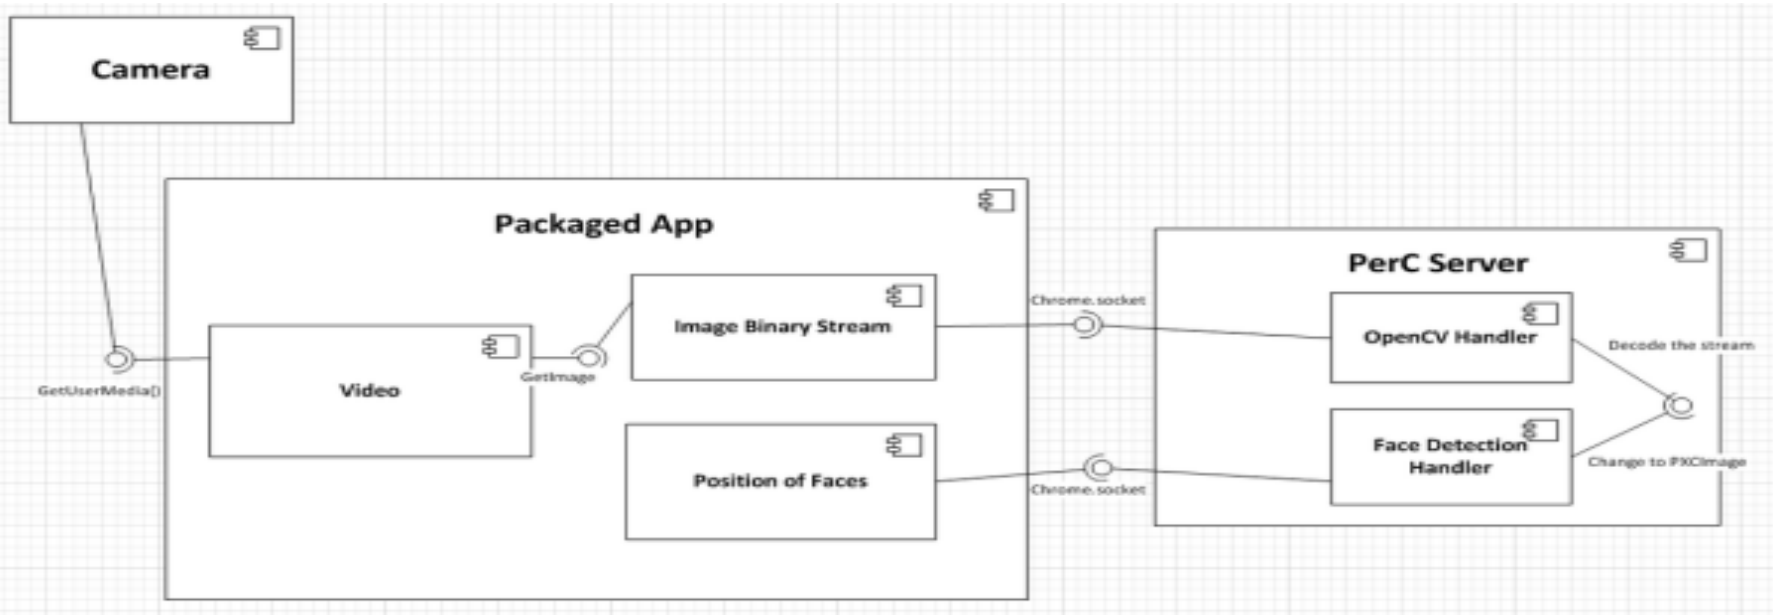 Camera
Packaged App
PerC Server
Chrome.socket
Image Binary Stream
OpenCV Handler
Decode the stream
GetUserMedia()
Video
GetImage
Face Detection
Handler
Change to PXCImage
Position of Faces
Chrome.socket